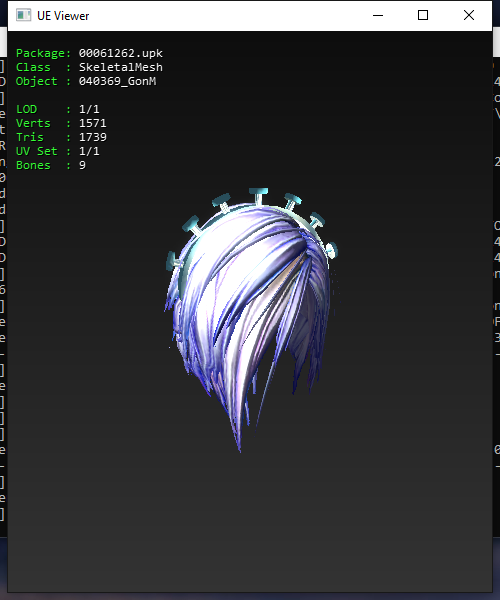 UE Viewer
Package: 00061262.upk
Class  : SkeletalMesh
Object : 040369_GonM
LOD    : 1/1
Verts  : 1571
Tris   : 1739
UV Set : 1/1
Bones  : 9